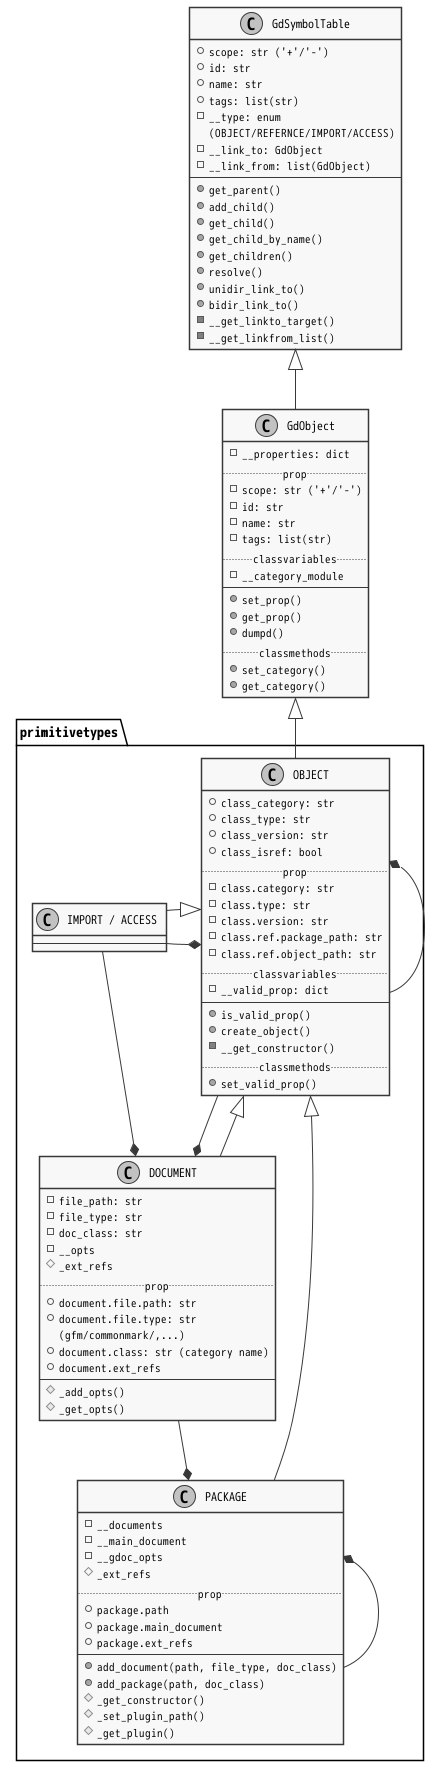 C GdSymbolTable
scope: str ('+'/'-')
id: str
name: str
tags: list(str)
__type: enum
(OBJECT/REFERNCE/IMPORT/ACCESS)
__link_to: GdObject
__link_from: list(GdObject)
get_parent()
add_child()
get_child()
get_child_by_name()
get_children()
resolve()
unidir_link_to()
bidir_link_to()
__get_linkto_target()
__get_linkfrom_list()
C GdObject
__properties: dict
prop
scope: str ('+'/'-')
id: str
name: str
tags: list(str)
classvariables
__category_module
set_prop()
get_prop()
dumpd()
classmethods
set_category()
get_category()
primitivetypes
C OBJECT
class_category: str
class_type: str
class_version: str
class_isref: bool
prop
class.category: str
class.type: str
class.version: str
class.ref.package_path: str
class.ref.object_path: str
classvariables
__valid_prop: dict
is_valid_prop()
create_object()
__get_constructor()
classmethods
set_valid_prop()
C IMPORT / ACCESS
C DOCUMENT
file_path: str
file_type: str
doc_class: str
__opts
_ext_refs
prop
document.file.path: str
document.file.type: str
(gfm/commonmark/,...)
document.class: str (category name)
document.ext_refs
_add_opts()
_get_opts()
C PACKAGE
__documents
__main_document
__gdoc_opts
_ext_refs
prop
package.path
package.main_document
package.ext_refs
add_document(path, file_type, doc_class)
add_package(path, doc_class)
_get_constructor()
_set_plugin_path()
_get_plugin()